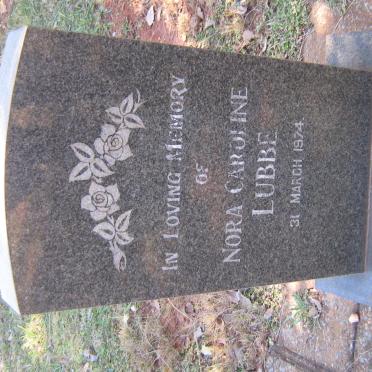 IN LOVING MEMORY
OF
NORA CAROLINE
LUBBE
31 MARCH 1974.